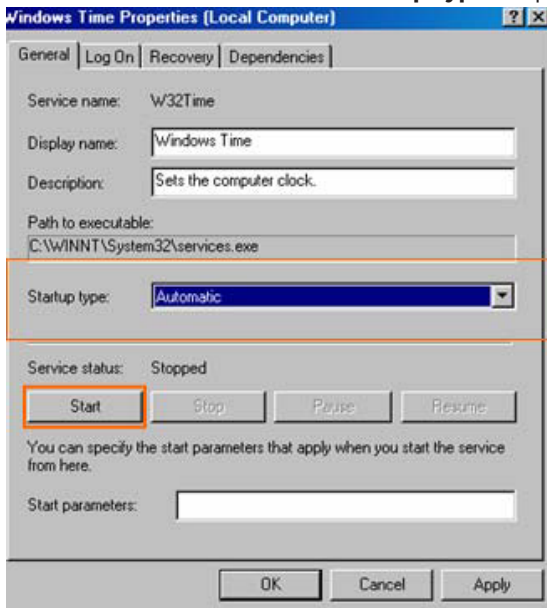 Windows Time Properties (Local Computer)
General Log On Recovery Dependencies
Service name: W32Time
Display name: Windows Time
Description: Sets the computer clock.
Path to executable:
C:\WINNT\System32\services.exe
Startup type: Automatic
Service status: Stopped
Start Stop Pause Resume
You can specify the start parameters that apply when you start the service
from here.
Start parameters:
OK Cancel Apply